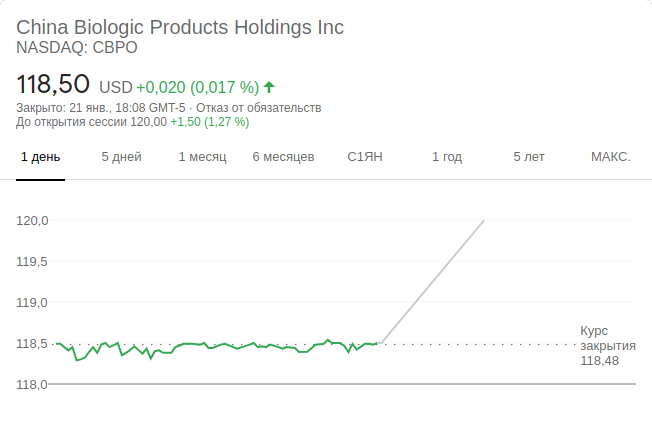 China Biologic Products Holdings Inc
NASDAQ: CBPO
118,50 USD +0,020 (0,017 %)
Закрыто: 21 янв., 18:08 GMT-5 · Отказ от обязательств
До открытия сессии 120,00 +1,50 (1,27 %)
1 день 5 дней 1 месяц 6 месяцев С1ЯН 1 год 5 лет МАКС.
120,0
119,5
119,0
118,5
118,0
Курс
закрытия
118,48